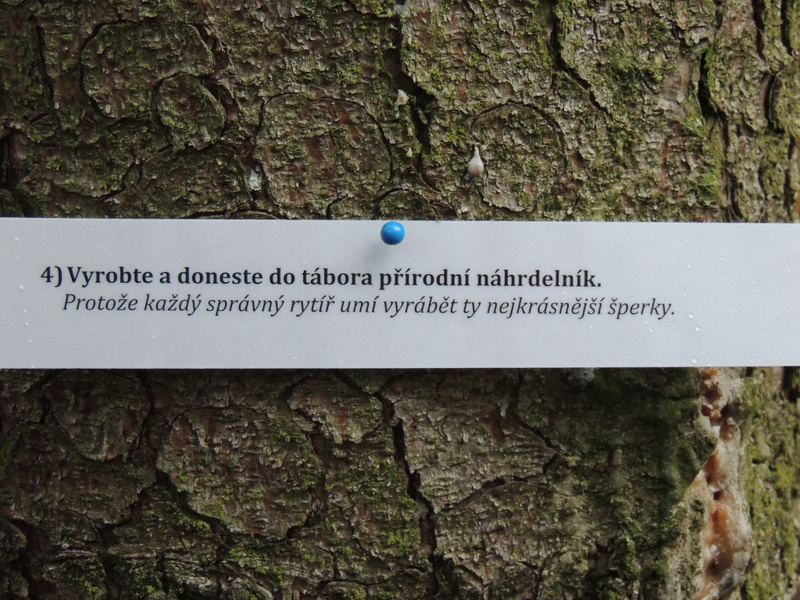 4) Vyrobte a doneste do tábora přírodní náhrdelník.
Protože každý správný rytíř umí vyrábět ty nejkrásnější šperky.